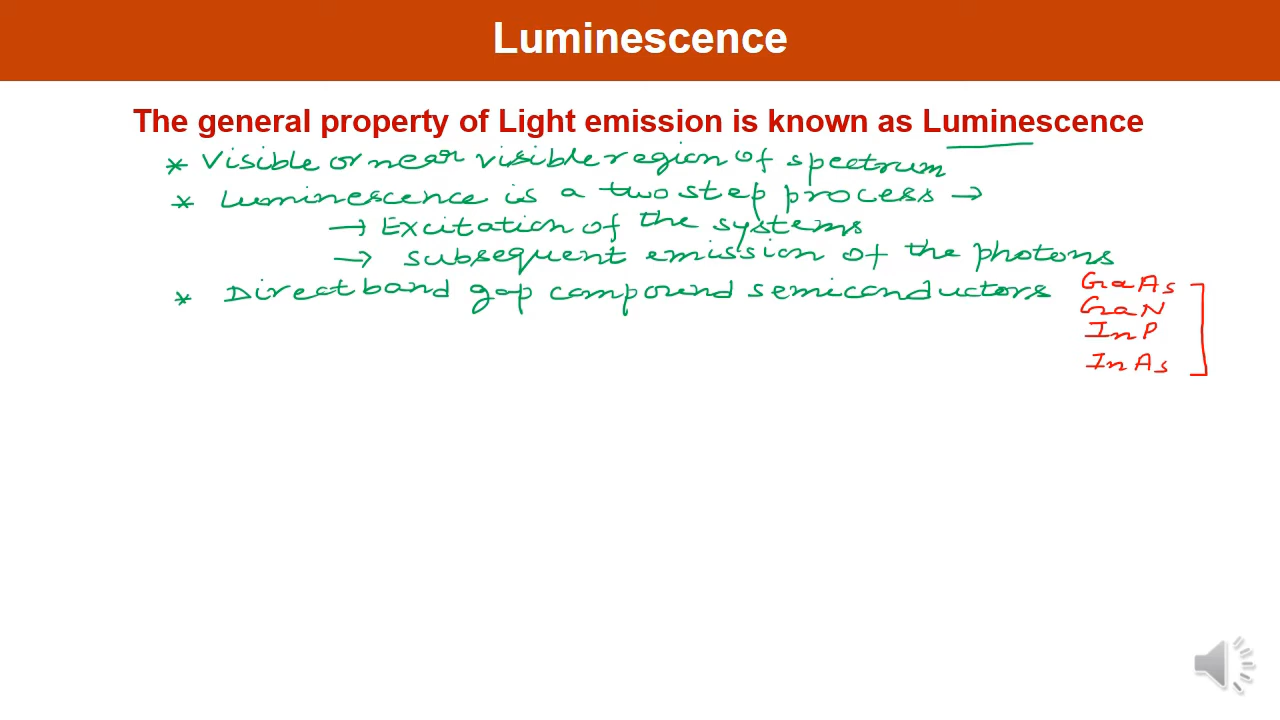 Luminescence
The general property of Light emission is known as Luminescence
* Visible or near visible region of spectrum
* Luminescence is a two step process →
→ Excitation of the systems
→ subsequent emission of the photons
* Direct band gap compound semiconductors
GaAs
GaN
InP
InAs